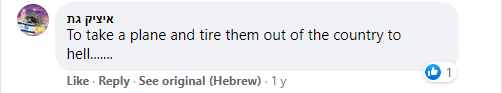 איציק גת
To take a plane and tire them out of the country to
hell.......
1
Like · Reply · See original (Hebrew) · 1 y